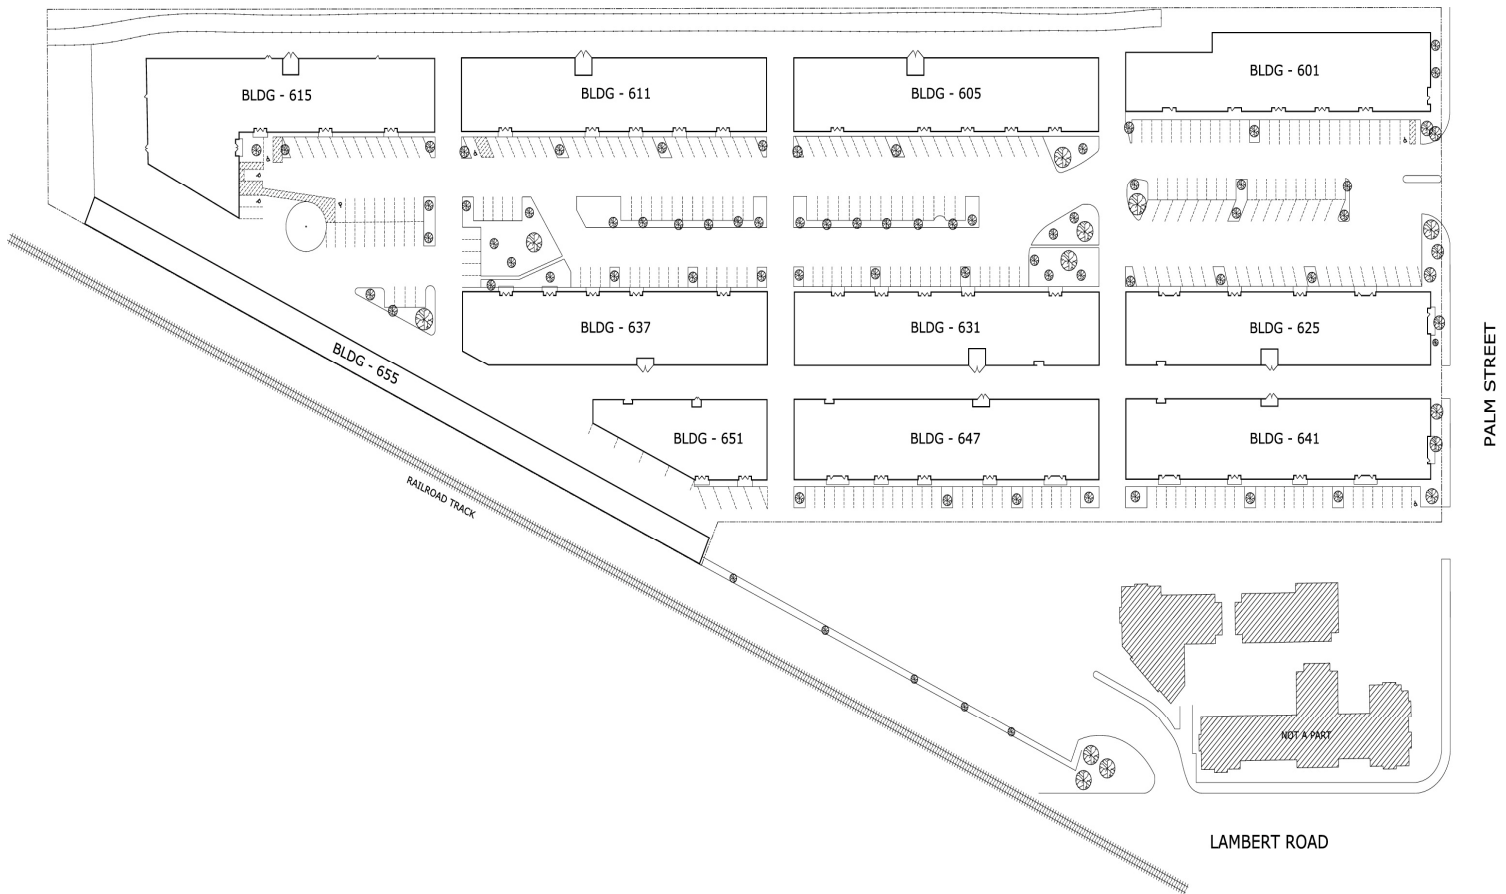 BLDG - 601
BLDG - 615
BLDG - 611
BLDG - 605
BLDG - 637
BLDG - 631
BLDG - 625
BLDG - 655
PALM STREET
BLDG - 651
BLDG - 647
BLDG - 641
RAILROAD TRACK
NOT A PART
LAMBERT ROAD